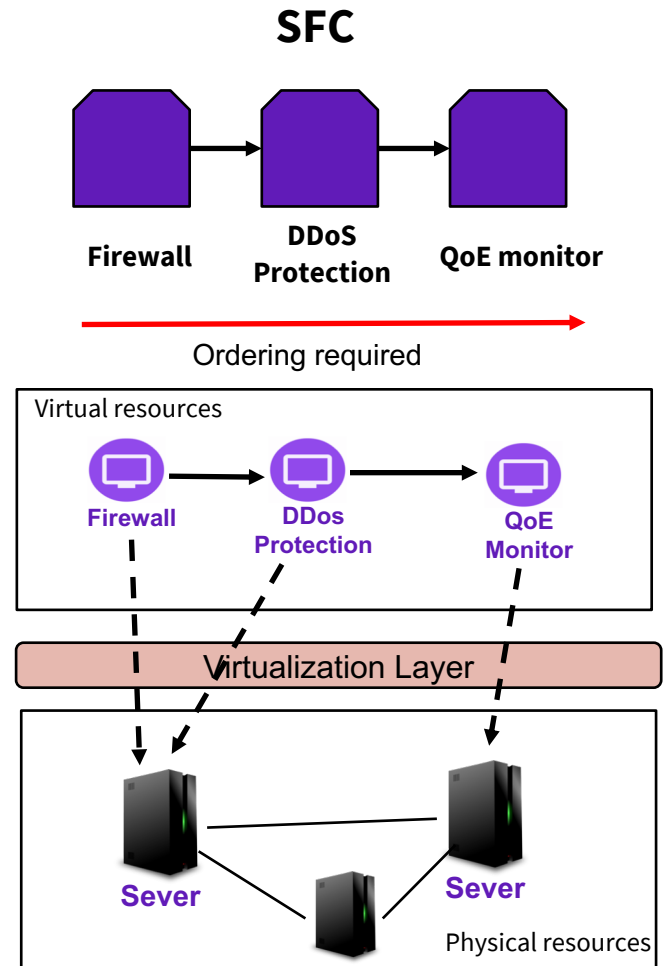 SFC
Firewall
DDoS
Protection
QoE monitor
Ordering required
Virtual resources
Firewall
DDos
Protection
QoE
Monitor
Virtualization Layer
Sever
Sever
Physical resources